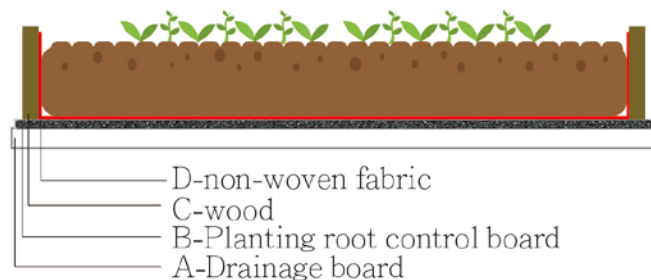 D-non-woven fabric
C-wood
B-Planting root control board
A-Drainage board